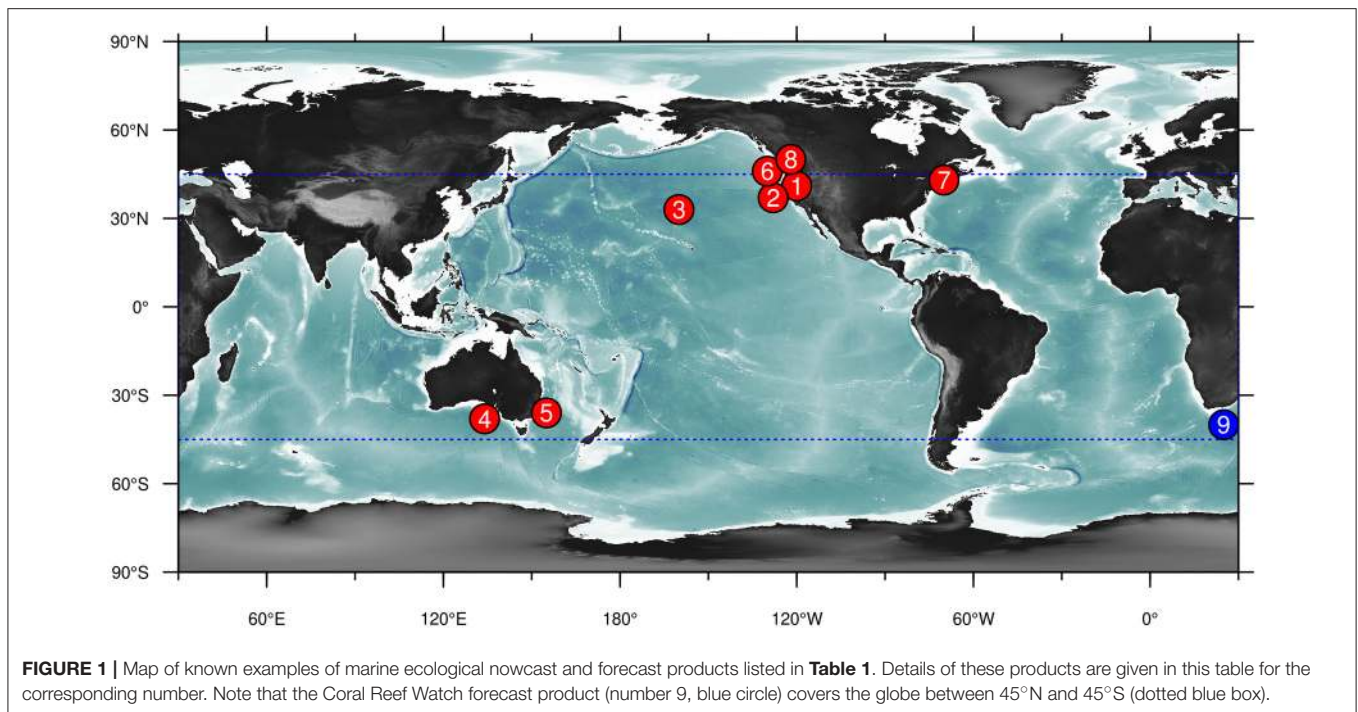 90°N
60°N
30°N
0°
30°S
60°S
90°S
8
6
1
7
2
3
5
4
9
60°E 120°E 180° 120°W 60°W 0°
FIGURE 1 | Map of known examples of marine ecological nowcast and forecast products listed in Table 1. Details of these products are given in this table for the
corresponding number. Note that the Coral Reef Watch forecast product (number 9, blue circle) covers the globe between 45°N and 45°S (dotted blue box).